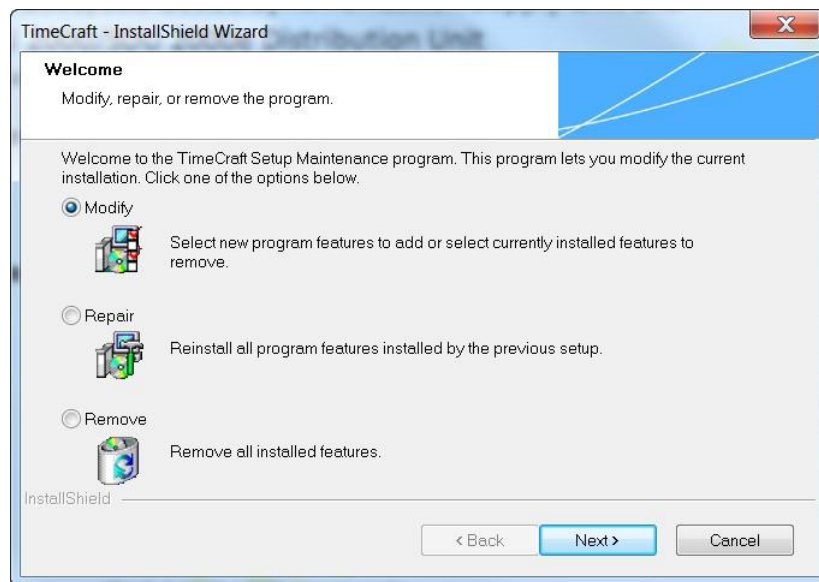 TimeCraft - InstallShield Wizard
Distribution Unit
Welcome
Modify, repair, or remove the program.
Welcome to the TimeCraft Setup Maintenance program. This program lets you modify the current
installation. Click one of the options below.
Modify
Select new program features to add or select currently installed features to
remove.
Repair
Reinstall all program features installed by the previous setup.
Remove
Remove all installed features.
InstallShield
< Back
Next >
Cancel